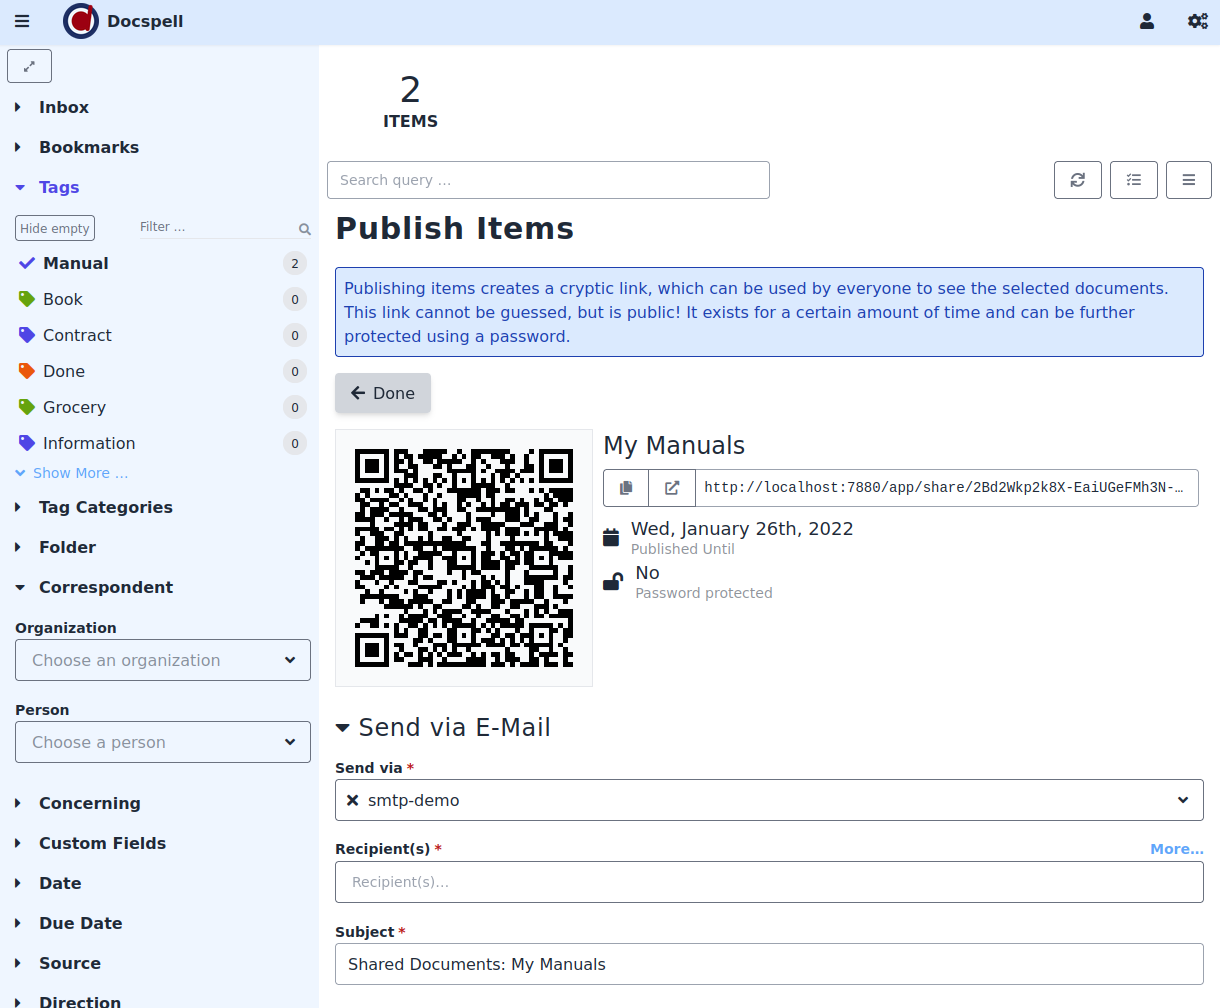 Docspell
Inbox
Bookmarks
Tags
Hide empty
Filter ...
Manual 2
Book 0
Contract 0
Done 0
Grocery 0
Information 0
Show More ...
Tag Categories
Folder
Correspondent
Organization
Choose an organization
Person
Choose a person
Concerning
Custom Fields
Date
Due Date
Source
Direction
2
ITEMS
Search query ...
Publish Items
Publishing items creates a cryptic link, which can be used by everyone to see the selected documents.
This link cannot be guessed, but is public! It exists for a certain amount of time and can be further
protected using a password.
Done
My Manuals
http://localhost:7880/app/share/2Bd2Wkp2k8X-EaiUGeFMh3N-…
Wed, January 26th, 2022
Published Until
No
Password protected
Send via E-Mail
Send via *
smtp-demo
Recipient(s) *
More…
Recipient(s)…
Subject *
Shared Documents: My Manuals